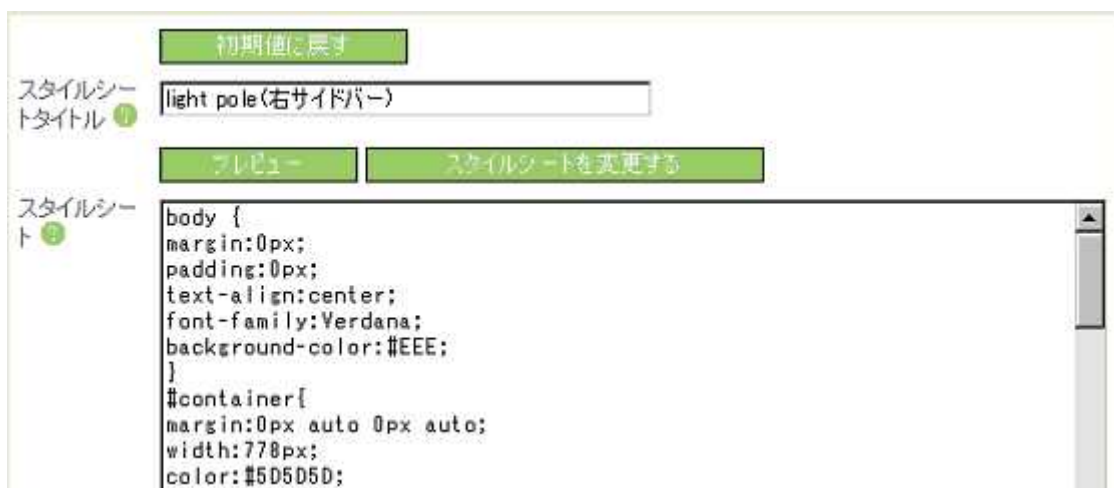 初期値に戻す
スタイルシー
トタイトル
light pole(右サイドバー)
プレビュー スタイルシートを変更する
スタイルシー
ト
body {
margin:0px;
padding:0px;
text-align:center;
font-family:Verdana;
background-color:#EEE;
}
#container{
margin:0px auto 0px auto;
width:778px;
color:#5D5D5D;